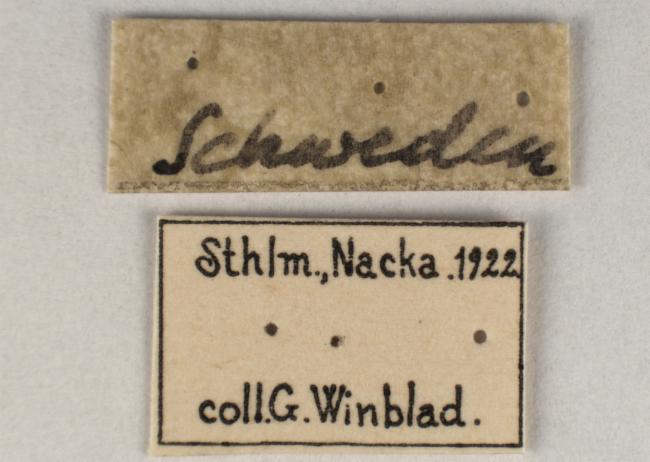 Schweden
Sthlm., Nacka. 1922
coll. G. Winblad.